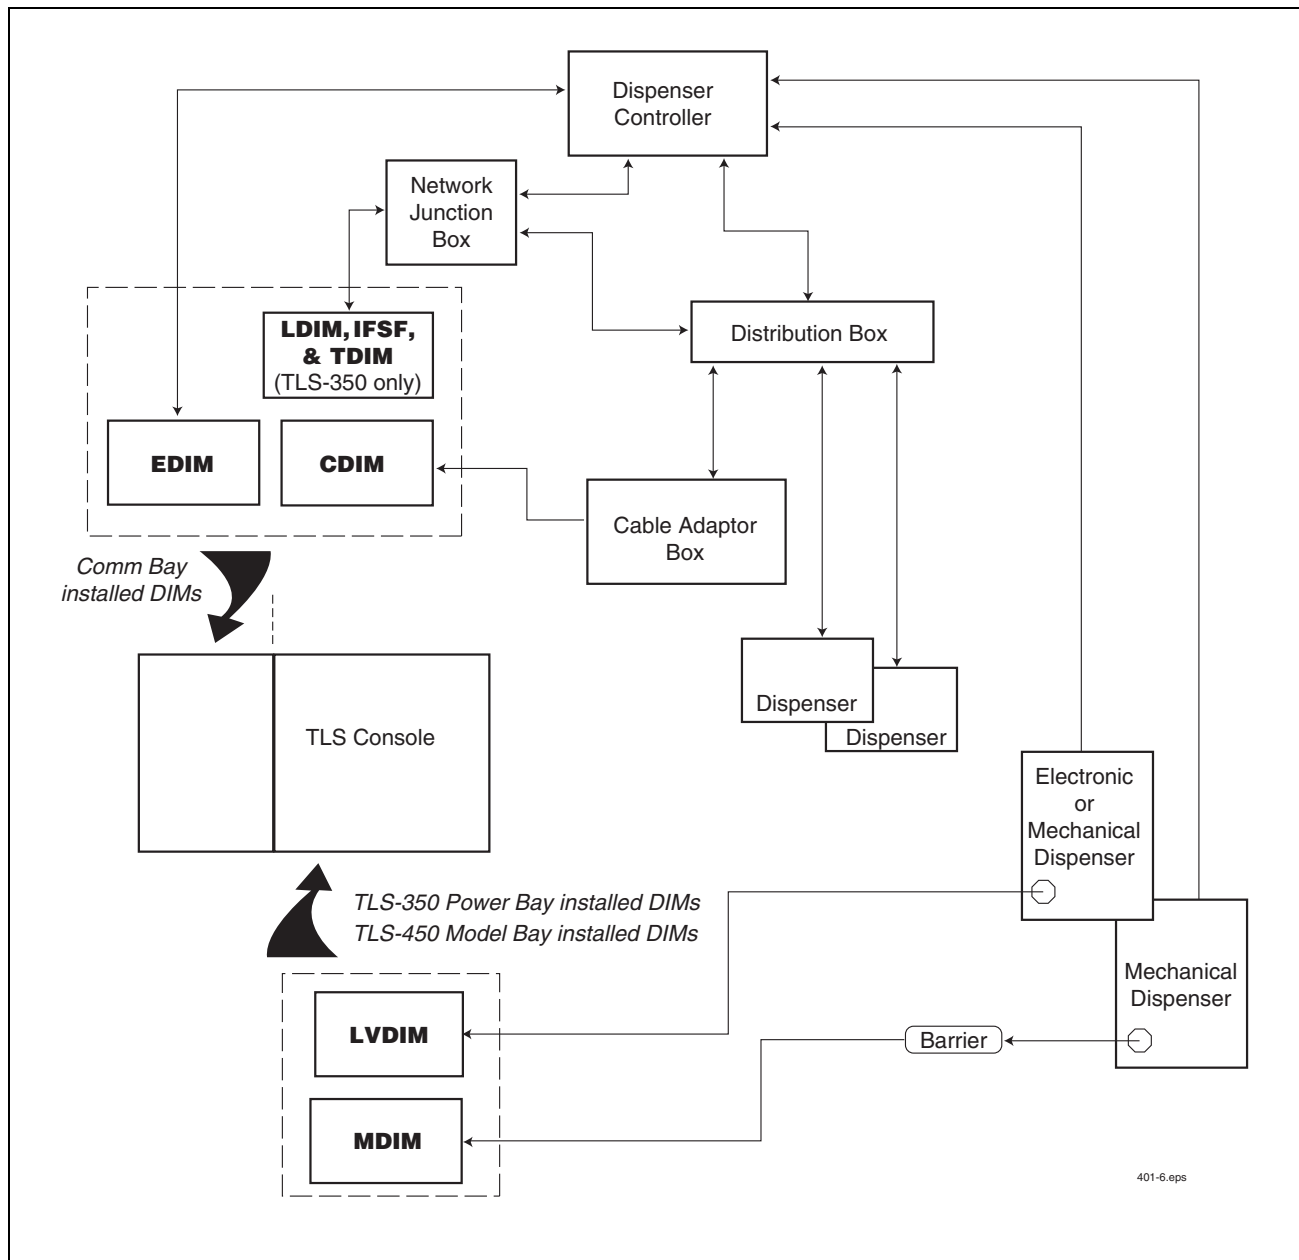 Dispenser
Controller
Network
Junction
Box
LDIM, IFSF,
& TDIM
(TLS-350 only)
Distribution Box
EDIM
CDIM
Cable Adaptor
Box
Comm Bay
installed DIMs
Dispenser
Dispenser
TLS Console
Electronic
or
Mechanical
Dispenser
TLS-350 Power Bay installed DIMs
TLS-450 Model Bay installed DIMs
Mechanical
Dispenser
LVDIM
Barrier
MDIM
401-6.eps